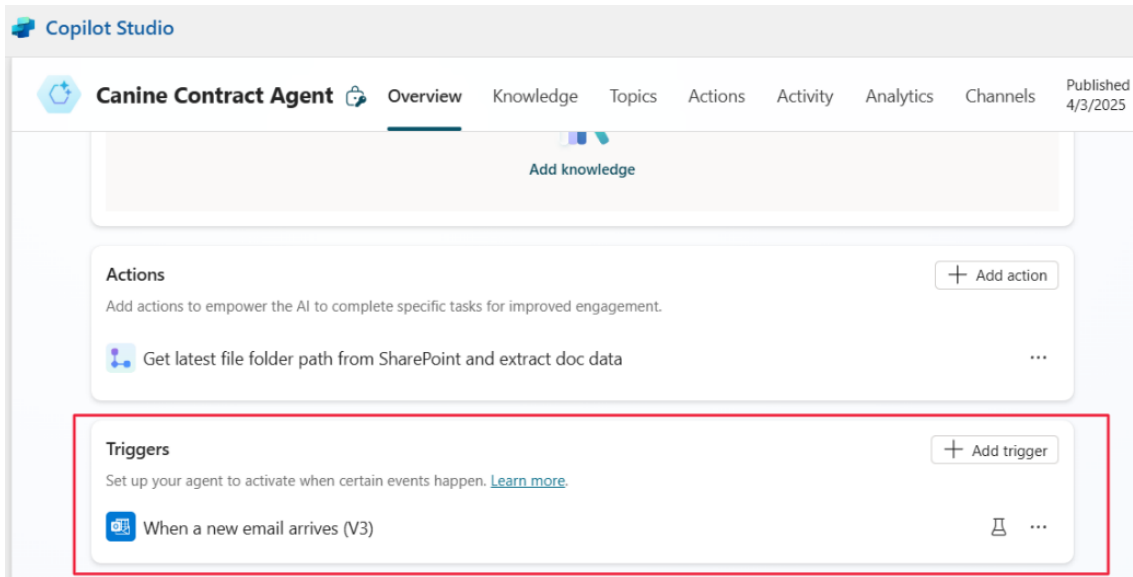 Copilot Studio
Canine Contract Agent Overview Knowledge Topics Actions Activity Analytics Channels Published 4/3/2025
Add knowledge
Actions
Add action
Add actions to empower the AI to complete specific tasks for improved engagement.
Get latest file folder path from SharePoint and extract doc data
Triggers
Add trigger
Set up your agent to activate when certain events happen. Learn more.
When a new email arrives (V3)